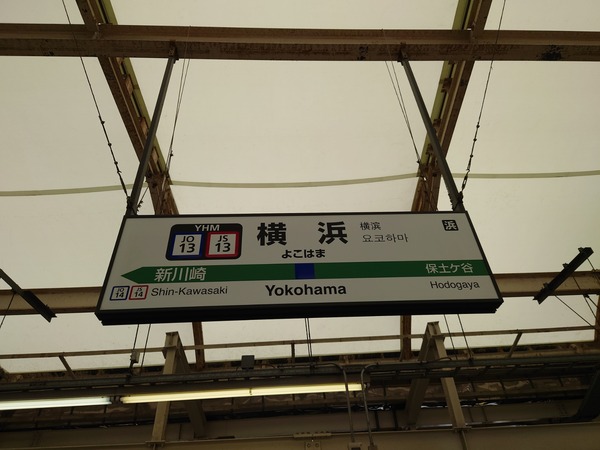 YHM
JO 13 JS 13
横浜
横滨
요코하마
浜
よこはま
新川崎
保土ケ谷
JO 14 JS 14 Shin-Kawasaki
Yokohama
Hodogaya